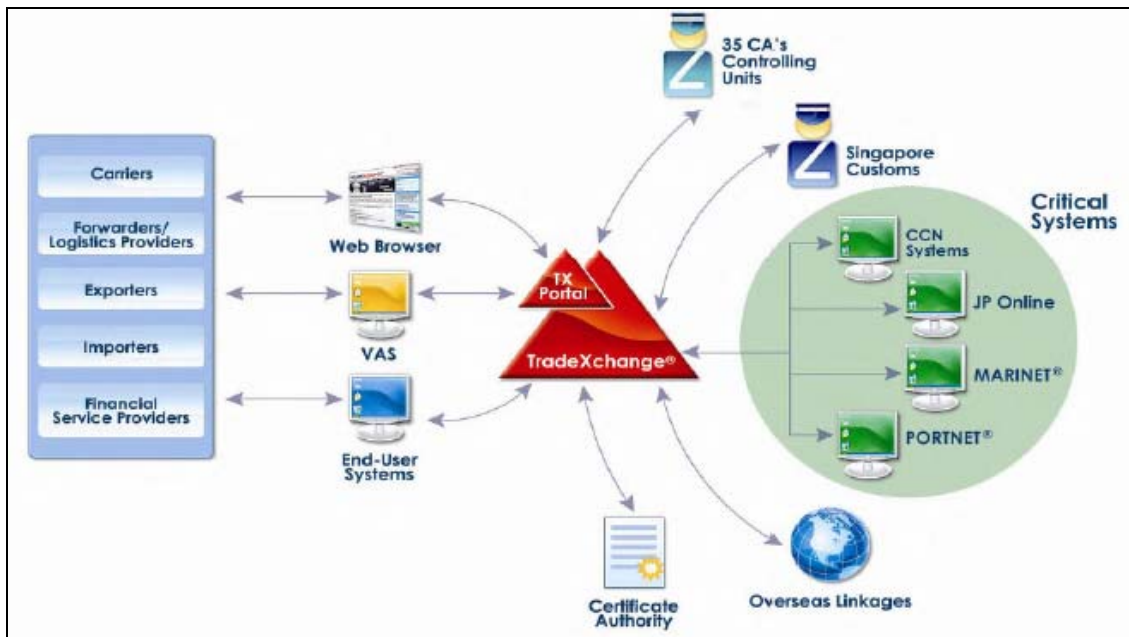 35 CA's
Controlling
Units
Singapore
Customs
Carriers
Forwarders/
Logistics Providers
Exporters
Importers
Financial
Service Providers
Web Browser
VAS
End-User
Systems
TX
Portal
TradeXchange®
Critical
Systems
CCN
Systems
JP Online
MARINET®
PORTNET®
Certificate
Authority
Overseas Linkages